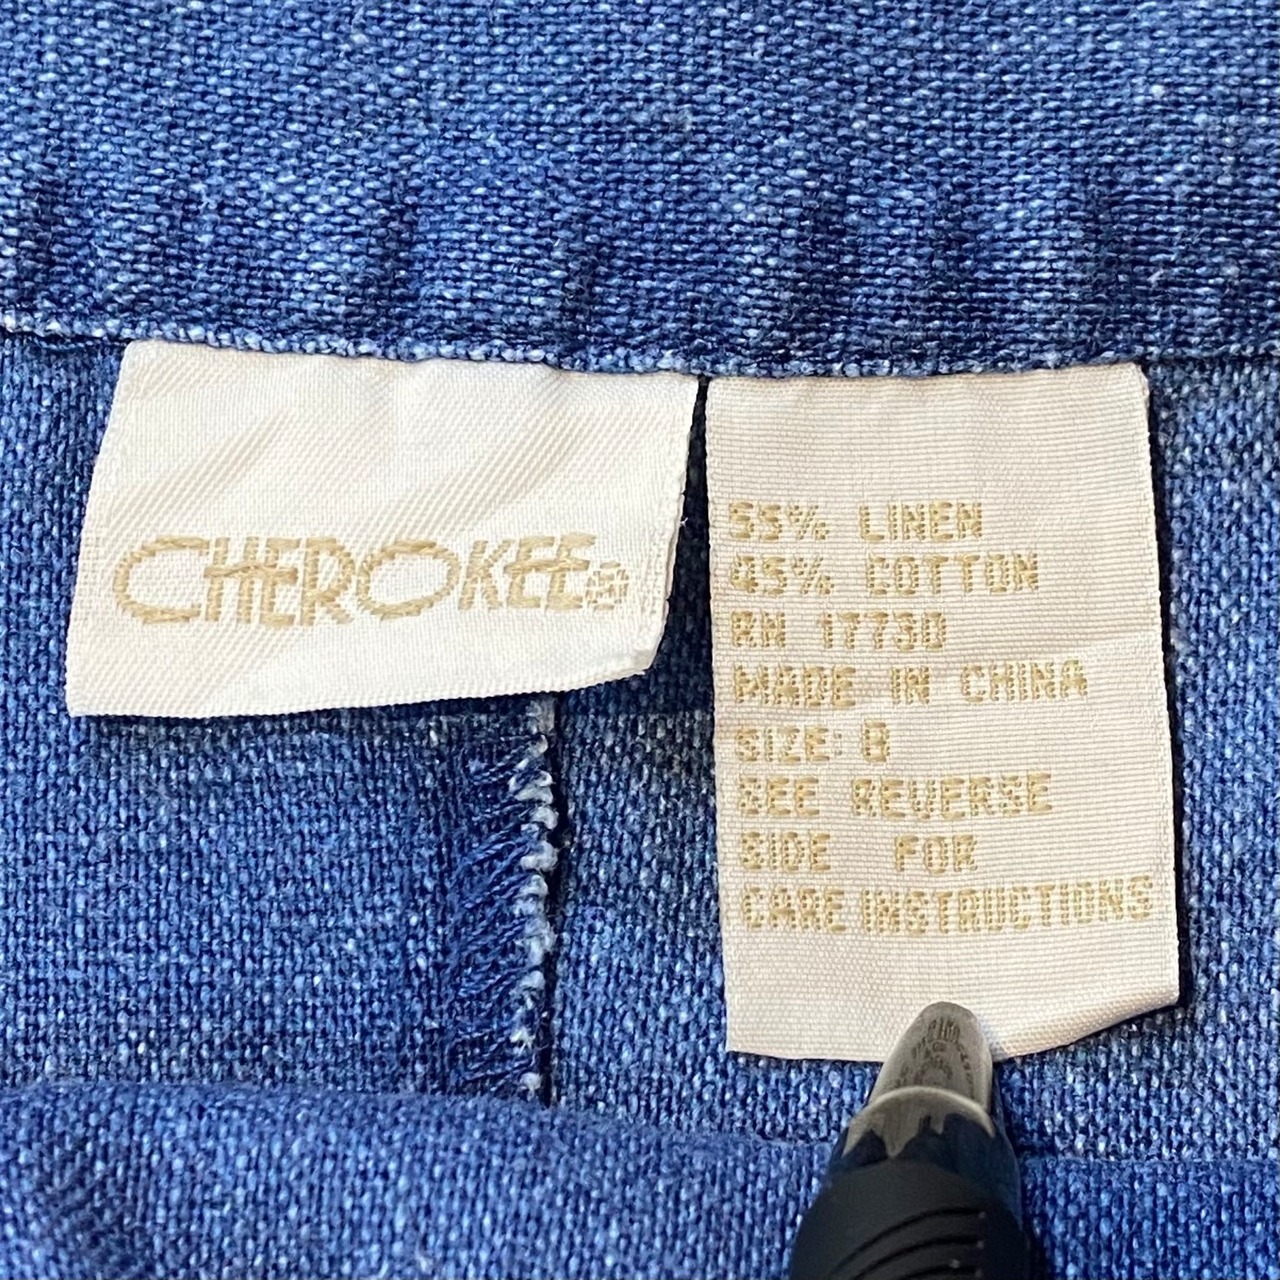 CHEROKEE®
55% LINEN
45% COTTON
RN 17730
MADE IN CHINA
SIZE: 8
SEE REVERSE
SIDE FOR
CARE INSTRUCTIONS